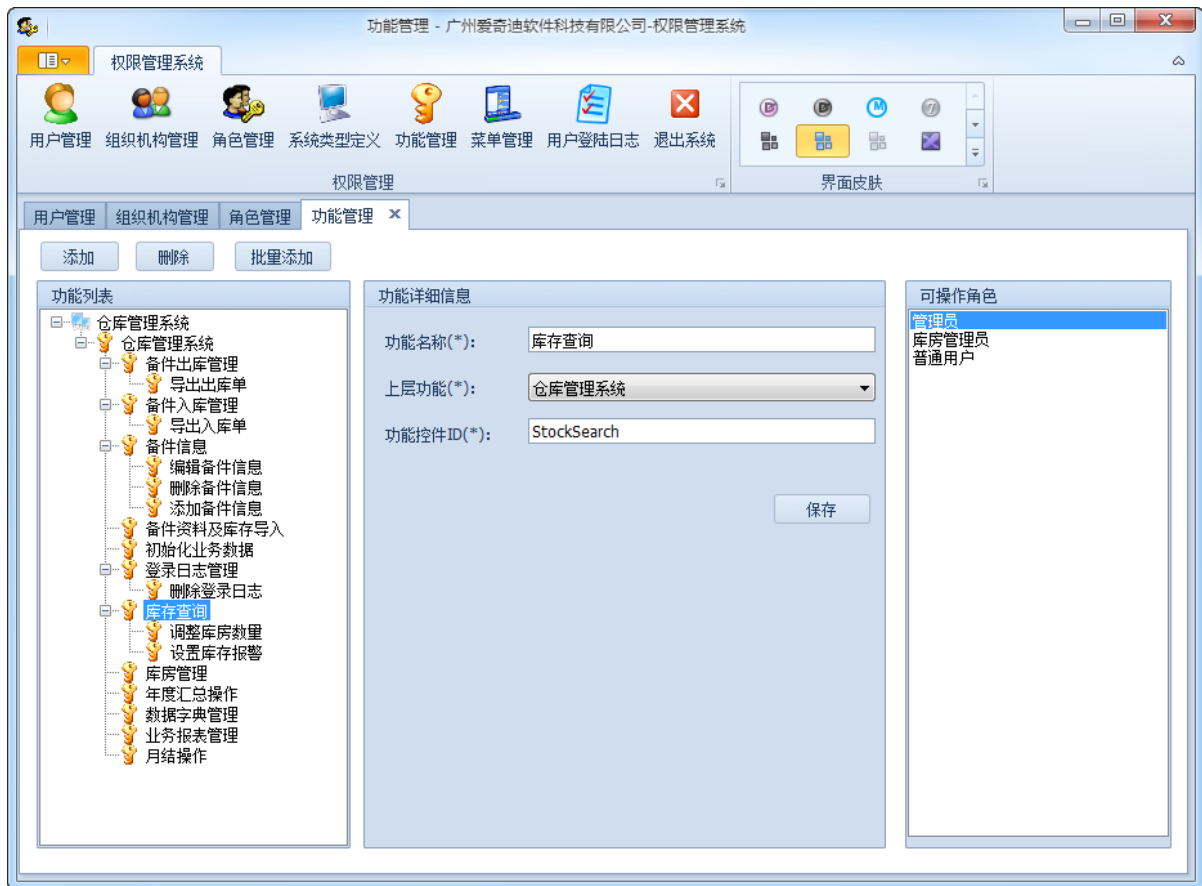 功能管理 - 广州爱奇迪软件科技有限公司-权限管理系统
权限管理系统
用户管理 组织机构管理 角色管理 系统类型定义 功能管理 菜单管理 用户登陆日志 退出系统
权限管理 界面皮肤
用户管理 组织机构管理 角色管理 功能管理
添加 删除 批量添加
功能列表
仓库管理系统
仓库管理系统
备件出库管理
导出出库单
备件入库管理
导出入库单
备件信息
编辑备件信息
删除备件信息
添加备件信息
备件资料及库存导入
初始化业务数据
登录日志管理
删除登录日志
库存查询
调整库房数量
设置库存报警
库房管理
年度汇总操作
数据字典管理
业务报表管理
月结操作
功能详细信息
功能名称(*): 库存查询
上层功能(*): 仓库管理系统
功能控件ID(*): StockSearch
保存
可操作角色
管理员
库房管理员
普通用户